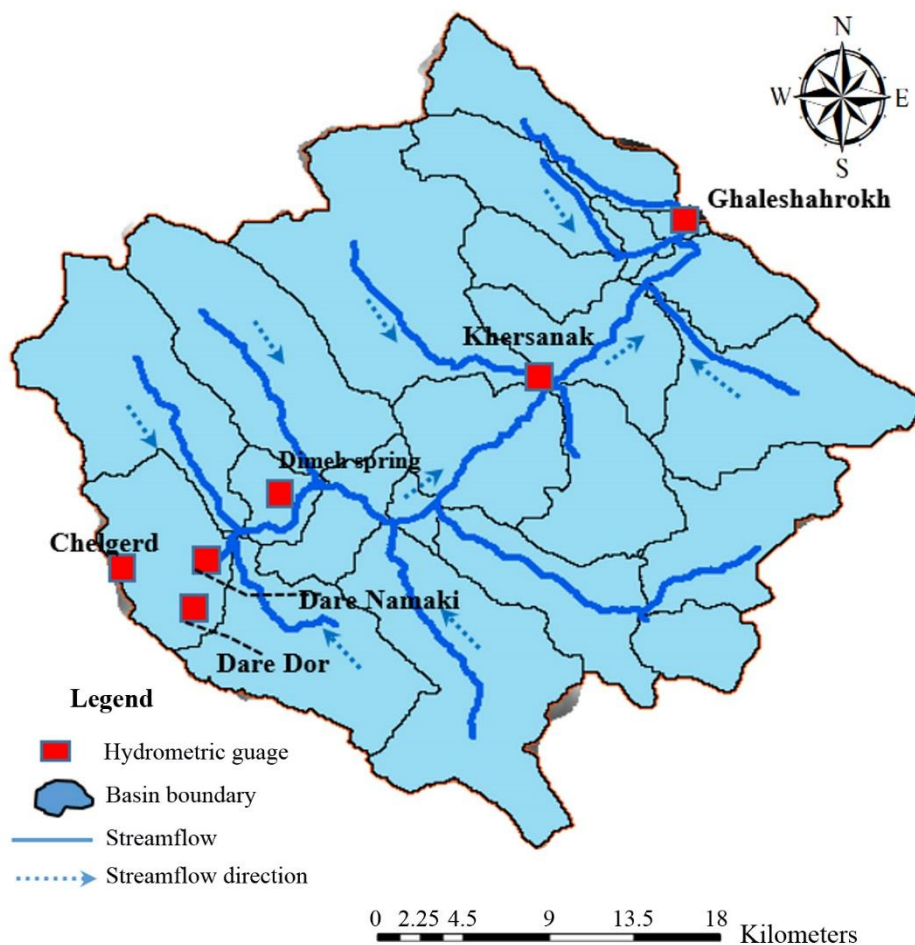 N
W
E
S
Ghaleshahrokh
Khersanak
Dimeh spring
Chelgerd
Dare Namaki
Dare Dor
Legend
Hydrometric guage
Basin boundary
Streamflow
Streamflow direction
0 2.25 4.5 9 13.5 18
Kilometers